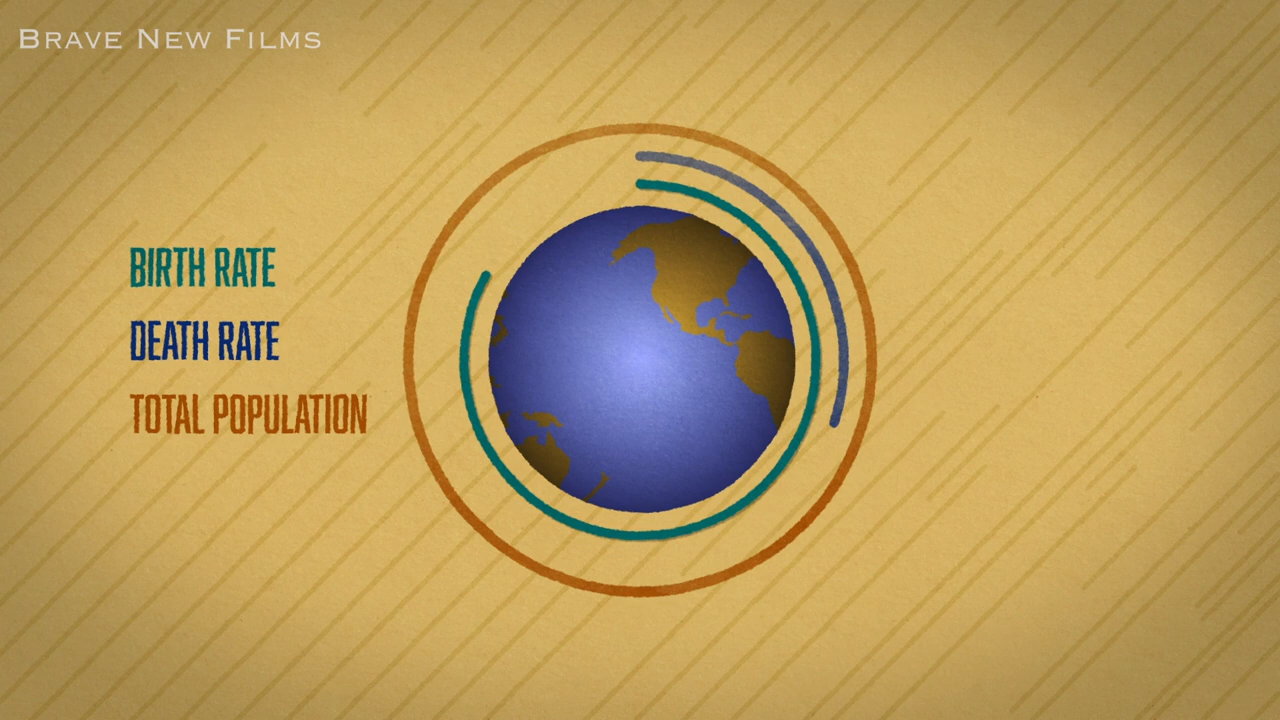 Brave New Films
BIRTH RATE
DEATH RATE
TOTAL POPULATION